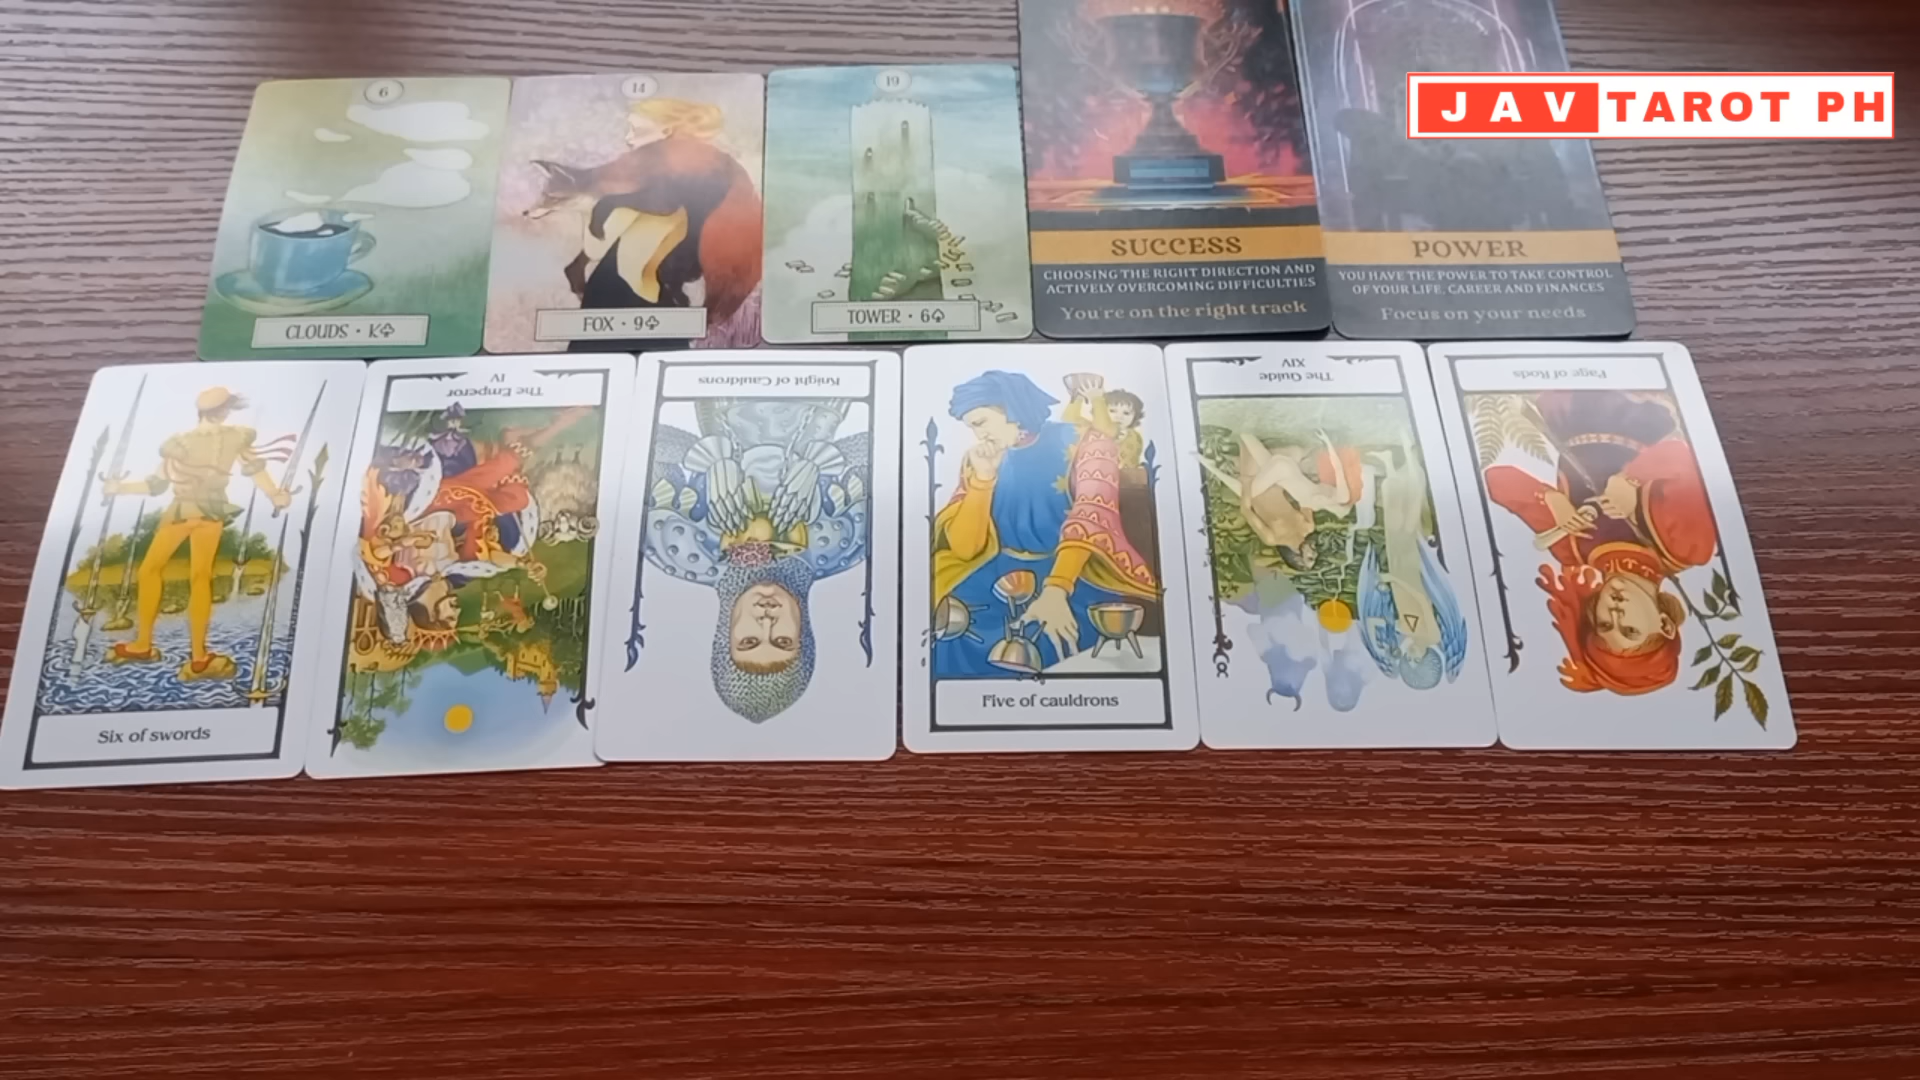 JAV TAROT PH
6
14
19
CLOUDS • K♣
FOX • 9♣
TOWER • 6♠
SUCCESS
CHOOSING THE RIGHT DIRECTION AND
ACTIVELY OVERCOMING DIFFICULTIES
You're on the right track
POWER
YOU HAVE THE POWER TO TAKE CONTROL
OF YOUR LIFE, CAREER AND FINANCES
Focus on your needs
Six of swords
The Emperor
IV
Knight of Cauldrons
Five of cauldrons
The Guide
XIV
Page of Rods